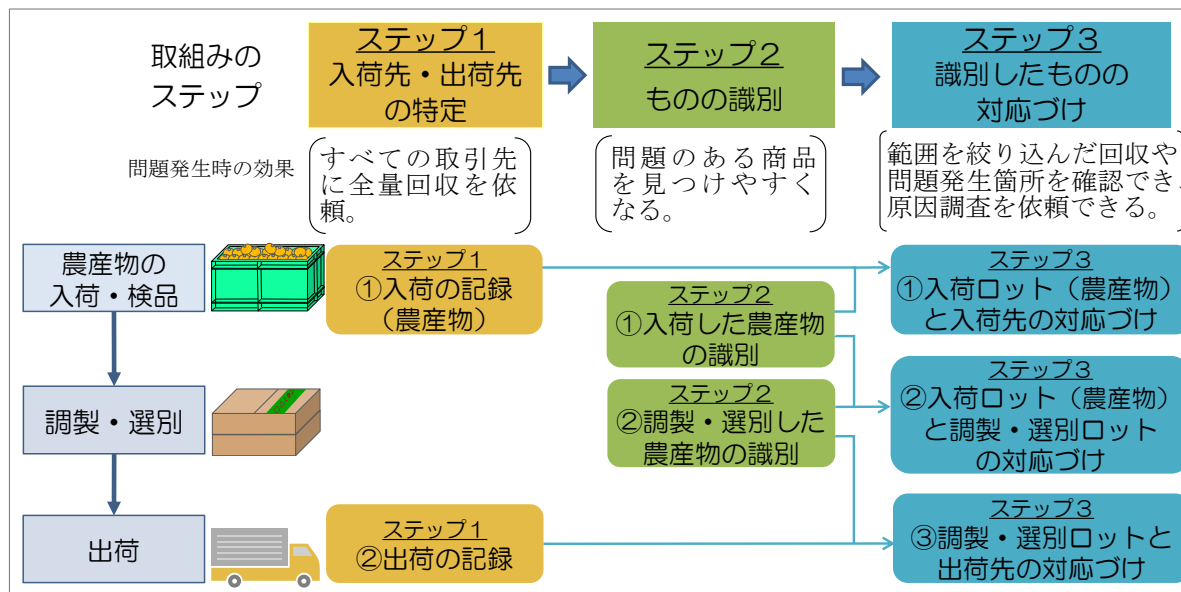 取組みの
ステップ
ステップ１
入荷先・出荷先
の特定
ステップ２
ものの識別
ステップ３
識別したものの
対応づけ
問題発生時の効果
すべての取引先
に全量回収を依
頼。
問題のある商品
を見つけやすく
なる。
範囲を絞り込んだ回収や
問題発生箇所を確認でき、
原因調査を依頼できる。
農産物の
入荷・検品
ステップ１
①入荷の記録
（農産物）
ステップ２
①入荷した農産物
の識別
ステップ３
①入荷ロット（農産物）
と入荷先の対応づけ
調製・選別
ステップ２
②調製・選別した
農産物の識別
ステップ３
②入荷ロット（農産物）
と調製・選別ロット
の対応づけ
出荷
ステップ１
②出荷の記録
ステップ３
③調製・選別ロットと
出荷先の対応づけ